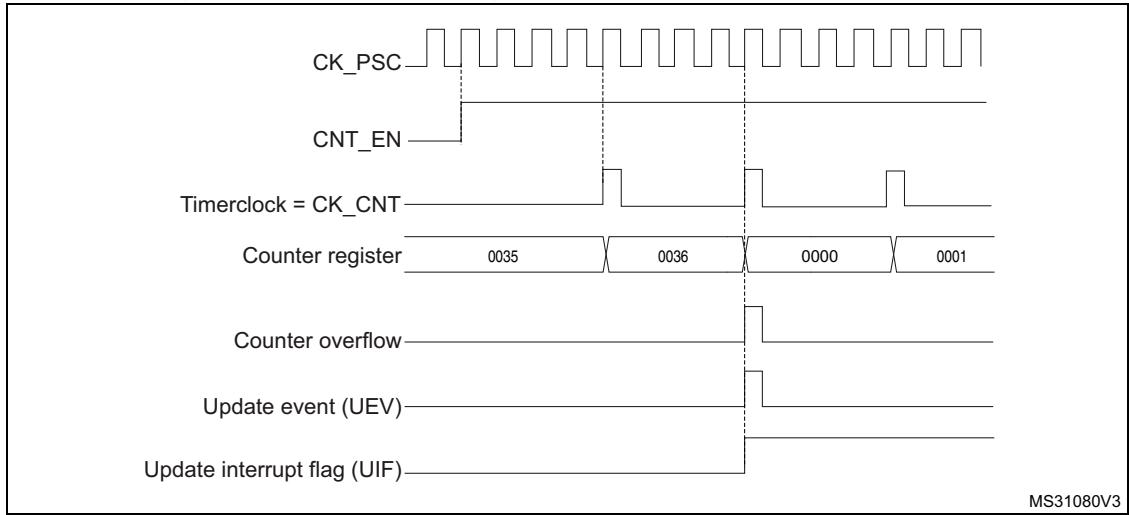 CK_PSC
CNT_EN
Timerclock = CK_CNT
Counter register 0035 0036 0000 0001
Counter overflow
Update event (UEV)
Update interrupt flag (UIF)
MS31080V3